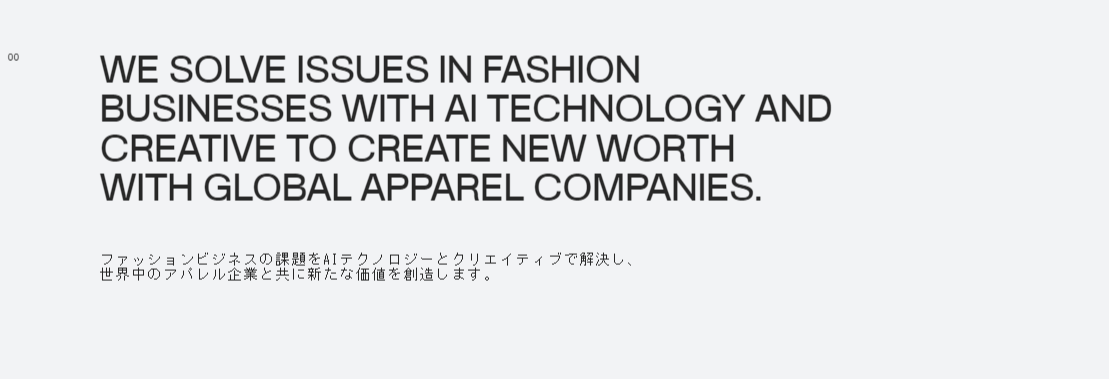 00
WE SOLVE ISSUES IN FASHION
BUSINESSES WITH AI TECHNOLOGY AND
CREATIVE TO CREATE NEW WORTH
WITH GLOBAL APPAREL COMPANIES.
ファッションビジネスの課題をAIテクノロジーとクリエイティブで解決し、
世界中のアパレル企業と共に新たな価値を創造します。